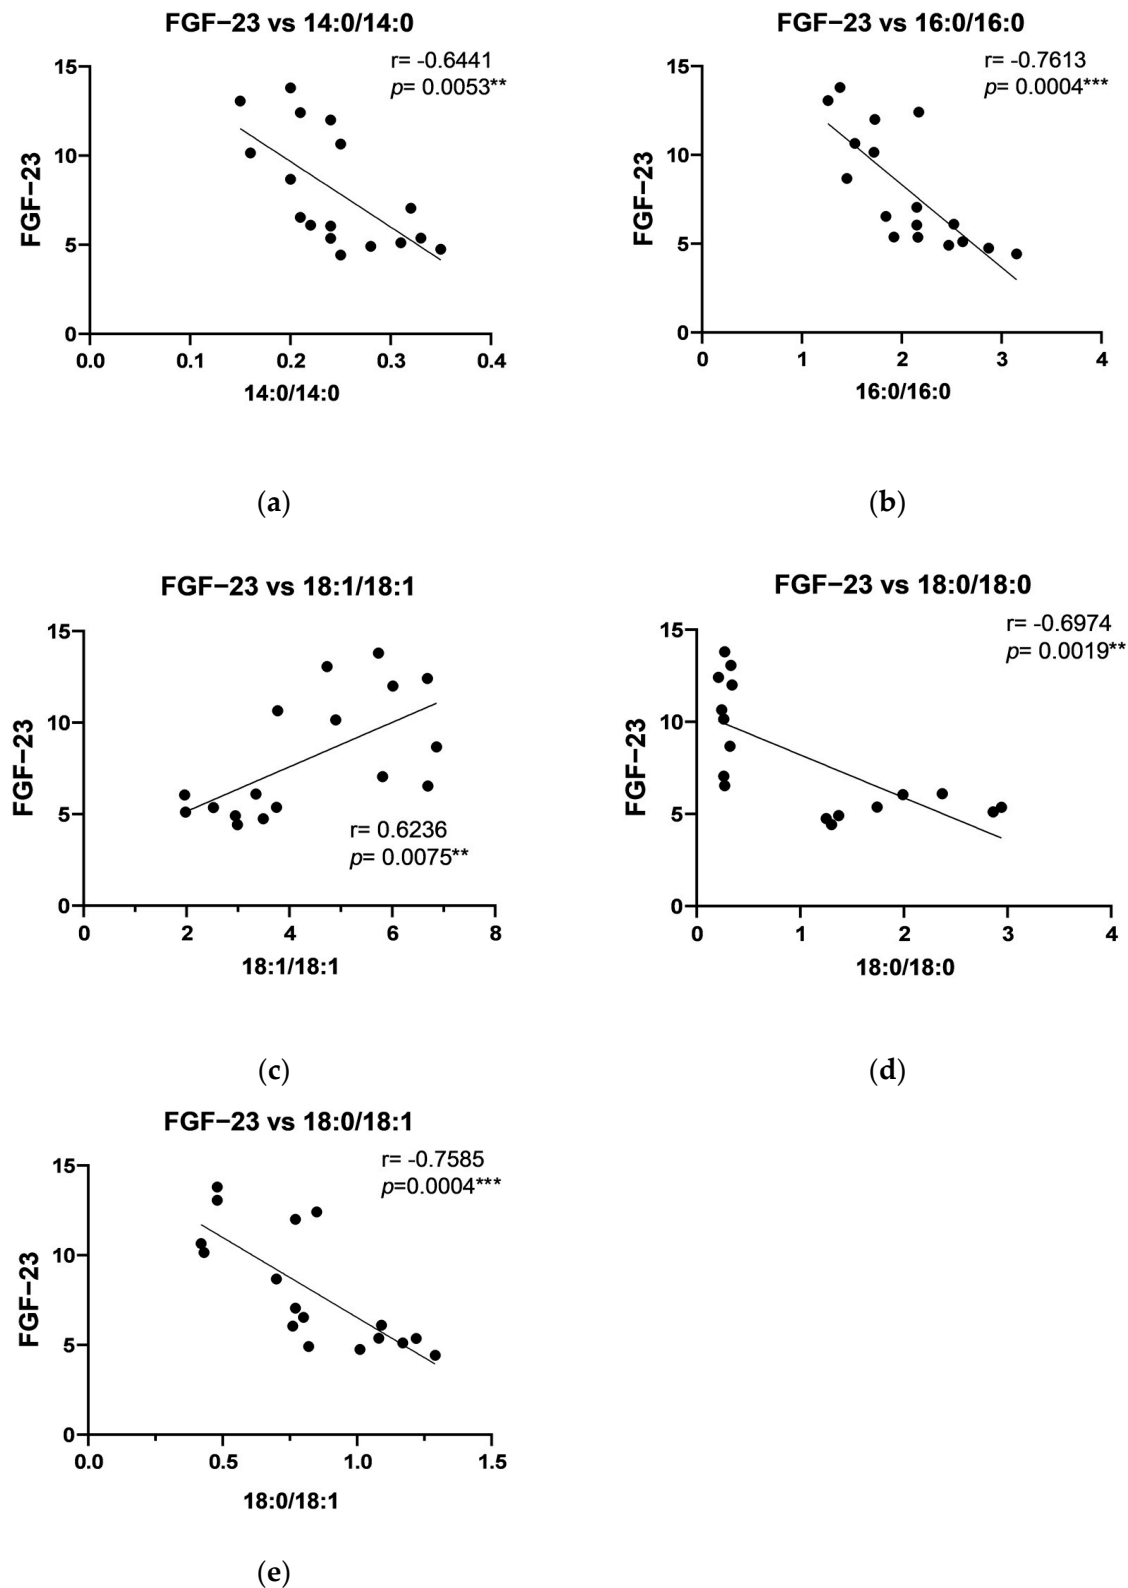 FGF−23 vs 14:0/14:0
r= -0.6441
p= 0.0053**
15
10
5
0
FGF−23
0.0 0.1 0.2 0.3 0.4
14:0/14:0
(a)
FGF−23 vs 16:0/16:0
r= -0.7613
p= 0.0004***
15
10
5
0
FGF−23
0 1 2 3 4
16:0/16:0
(b)
FGF−23 vs 18:1/18:1
15
10
5
0
FGF−23
r= 0.6236
p= 0.0075**
0 2 4 6 8
18:1/18:1
(c)
FGF−23 vs 18:0/18:0
r= -0.6974
p= 0.0019**
15
10
5
0
FGF−23
0 1 2 3 4
18:0/18:0
(d)
FGF−23 vs 18:0/18:1
r= -0.7585
p=0.0004***
15
10
5
0
FGF−23
0.0 0.5 1.0 1.5
18:0/18:1
(e)